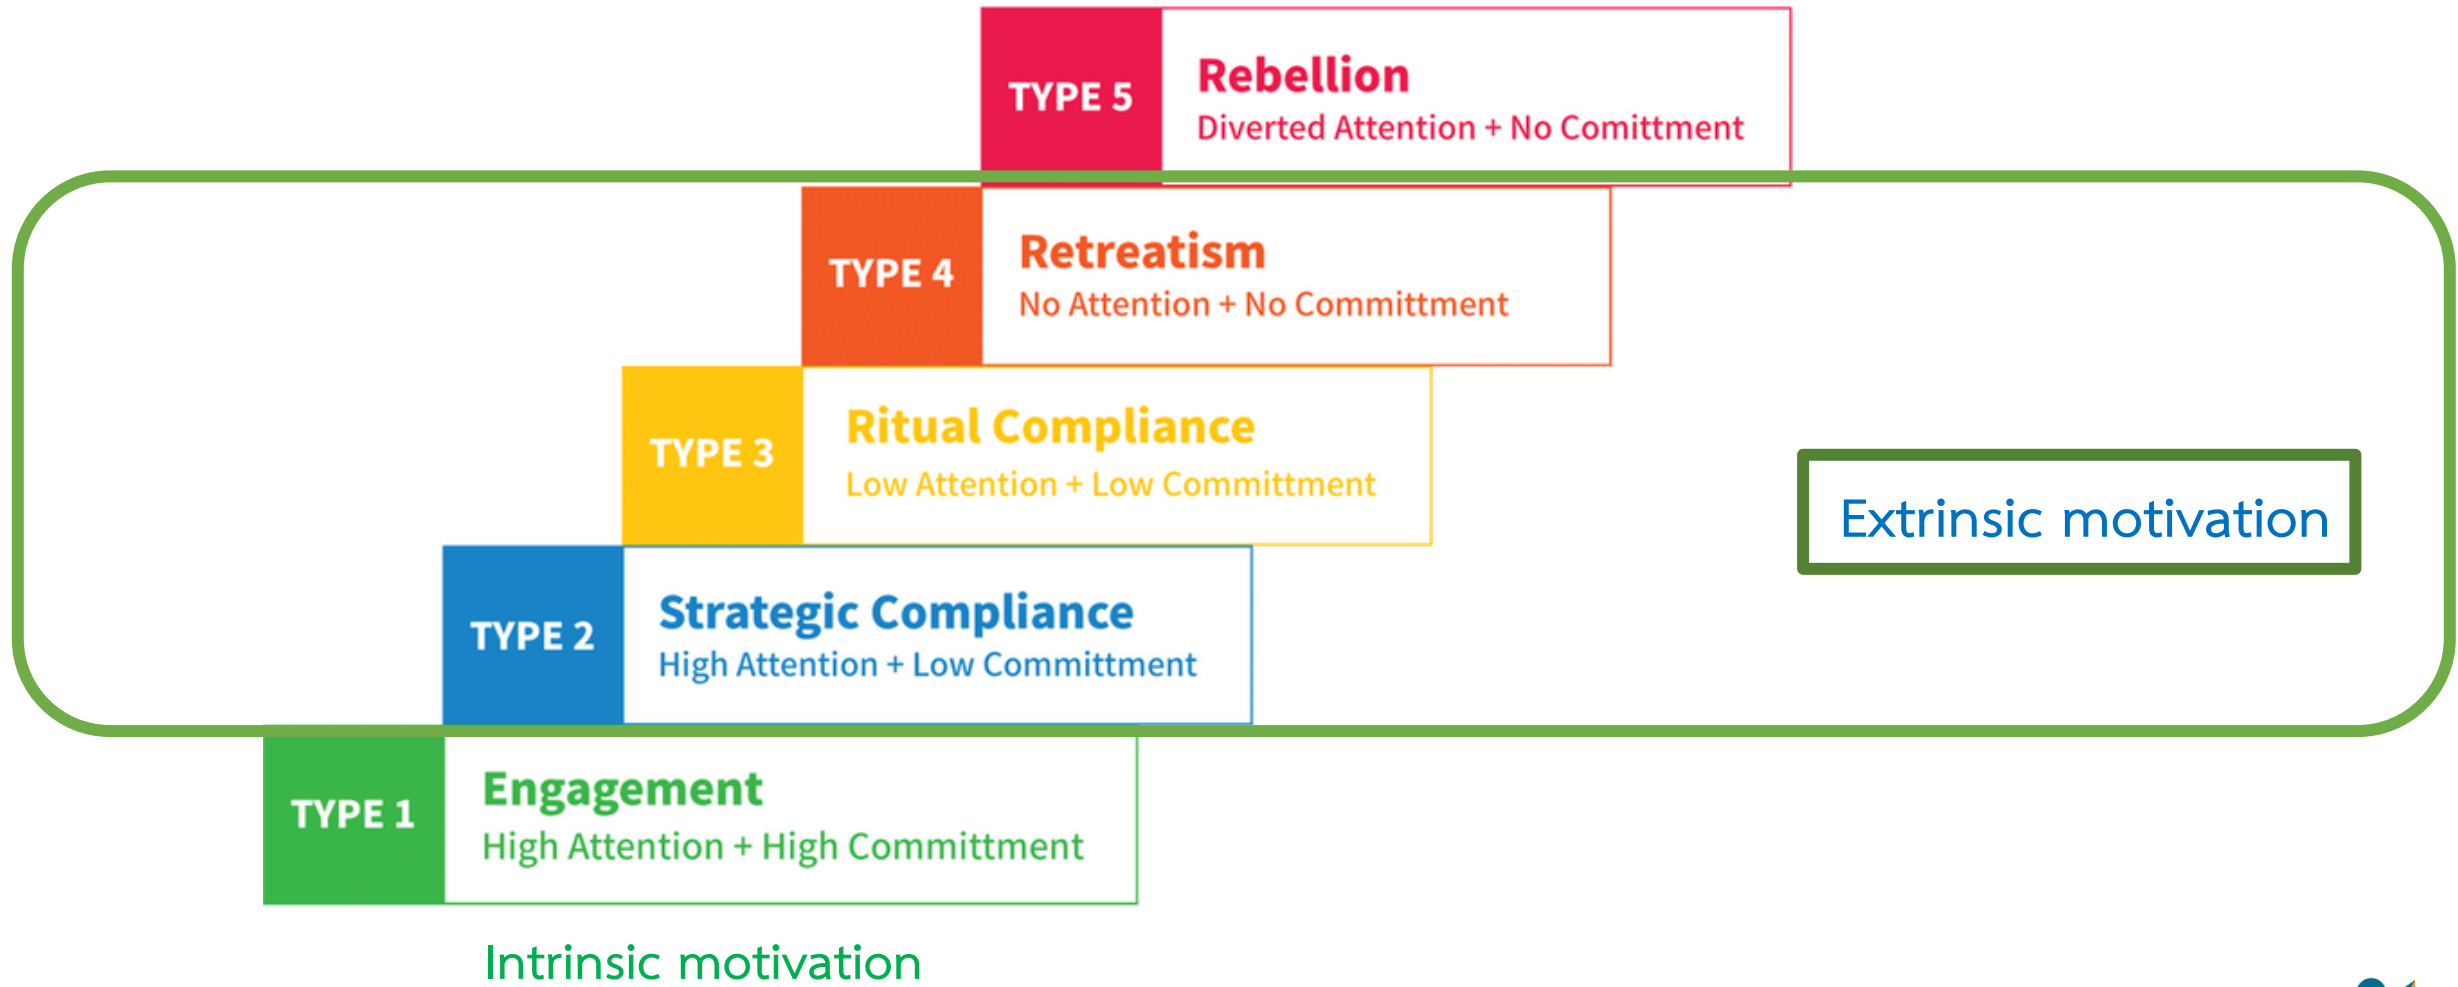 TYPE 5
Rebellion
Diverted Attention + No Comittment
TYPE 4
Retreatism
No Attention + No Committment
TYPE 3
Ritual Compliance
Low Attention + Low Committment
Extrinsic motivation
TYPE 2
Strategic Compliance
High Attention + Low Committment
TYPE 1
Engagement
High Attention + High Committment
Intrinsic motivation